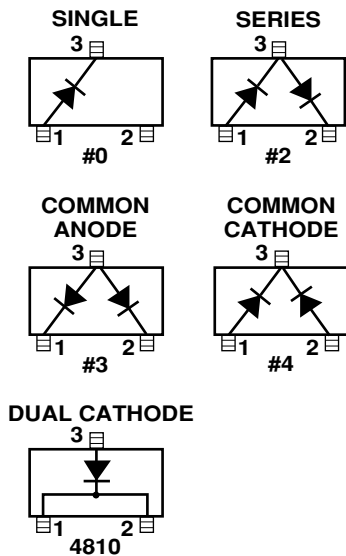 SINGLE SERIES
3 3
1 2 1 2
#0 #2
COMMON ANODE COMMON CATHODE
3 3
1 2 1 2
#3 #4
DUAL CATHODE
3
1 2
4810